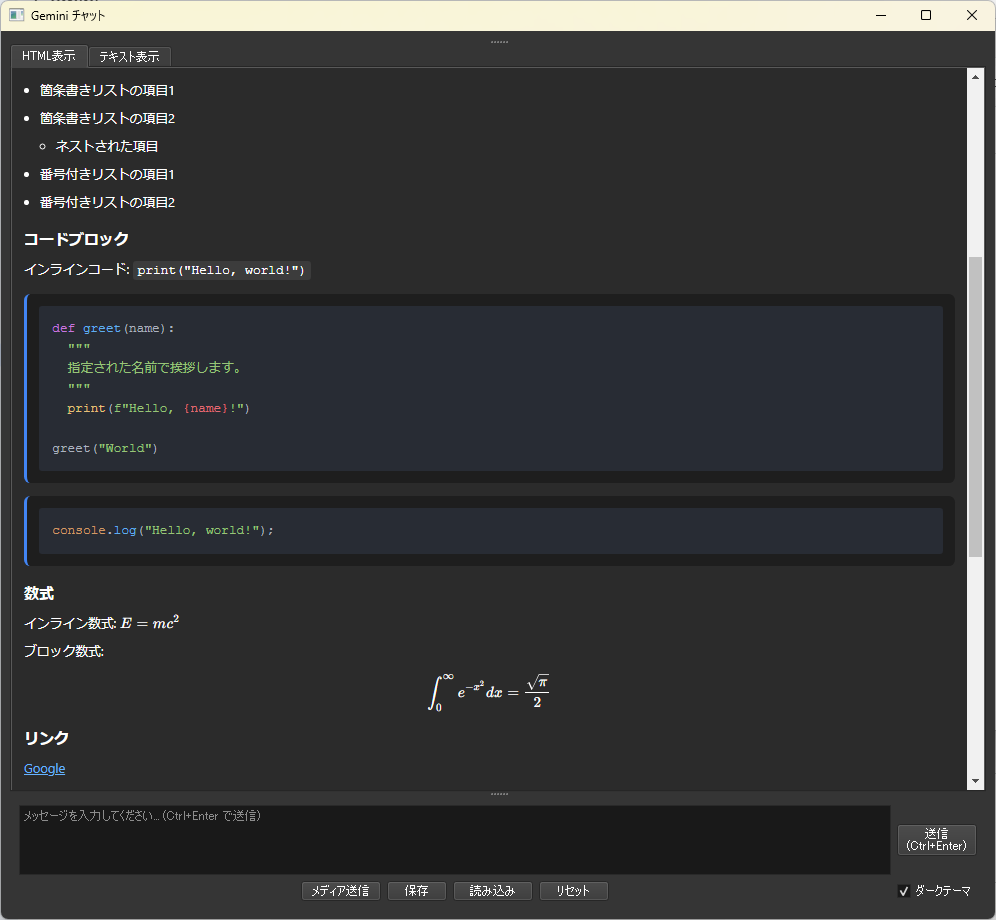 Gemini チャット
HTML表示
テキスト表示
• 箇条書きリストの項目1
• 箇条書きリストの項目2
○ ネストされた項目
• 番号付きリストの項目1
• 番号付きリストの項目2
コードブロック
インラインコード: print("Hello, world!")
def greet(name):
  """
  指定された名前で挨拶します。
  """
  print(f"Hello, {name}!")
greet("World")
console.log("Hello, world!");
数式
インライン数式: E = mc²
ブロック数式:
∫₀^∞ e^{-x²} dx = √π / 2
リンク
Google
メッセージを入力してください... (Ctrl+Enter で送信)
送信
(Ctrl+Enter)
メディア送信
保存
読み込み
リセット
ダークテーマ